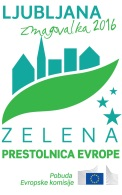 LJUBLJANA
Zmagovalka 2016
ZELENA
PRESTOLNICA EVROPE
Pobuda
Evropske komisije